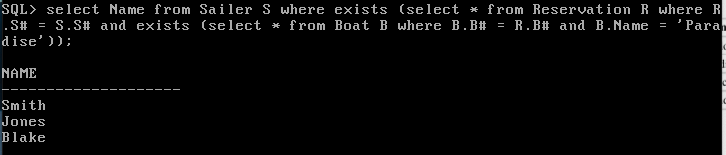 SQL> select Name from Sailer S where exists (select * from Reservation R where R
.S# = S.S# and exists (select * from Boat B where B.B# = R.B# and B.Name = 'Para
dise'));
NAME
--------------------
Smith
Jones
Blake